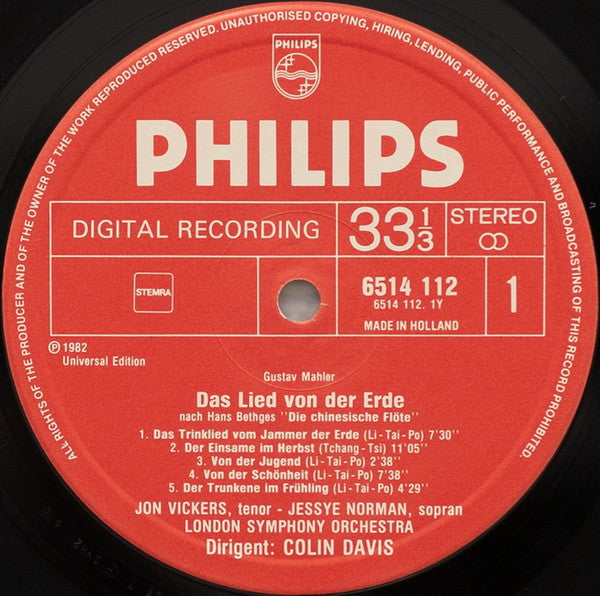 ALL RIGHTS OF THE PRODUCER AND OF THE OWNER OF THE WORK REPRODUCED RESERVED. UNAUTHORISED COPYING, HIRING, LENDING, PUBLIC PERFORMANCE AND BROADCASTING OF THIS RECORD PROHIBITED.
PHILIPS
PHILIPS
DIGITAL RECORDING
33 1/3
STEREO
STEMRA
6514 112
6514 112. 1Y
MADE IN HOLLAND
1
Ⓟ 1982
Universal Edition
Gustav Mahler
Das Lied von der Erde
nach Hans Bethges "Die chinesische Flöte"
1. Das Trinklied vom Jammer der Erde (Li-Tai-Po) 7'30"
2. Der Einsame im Herbst (Tchang-Tsi) 11'05"
3. Von der Jugend (Li-Tai-Po) 2'38"
4. Von der Schönheit (Li-Tai-Po) 7'38"
5. Der Trunkene im Frühling (Li-Tai-Po) 4'29"
JON VICKERS, tenor - JESSYE NORMAN, sopran
LONDON SYMPHONY ORCHESTRA
Dirigent: COLIN DAVIS